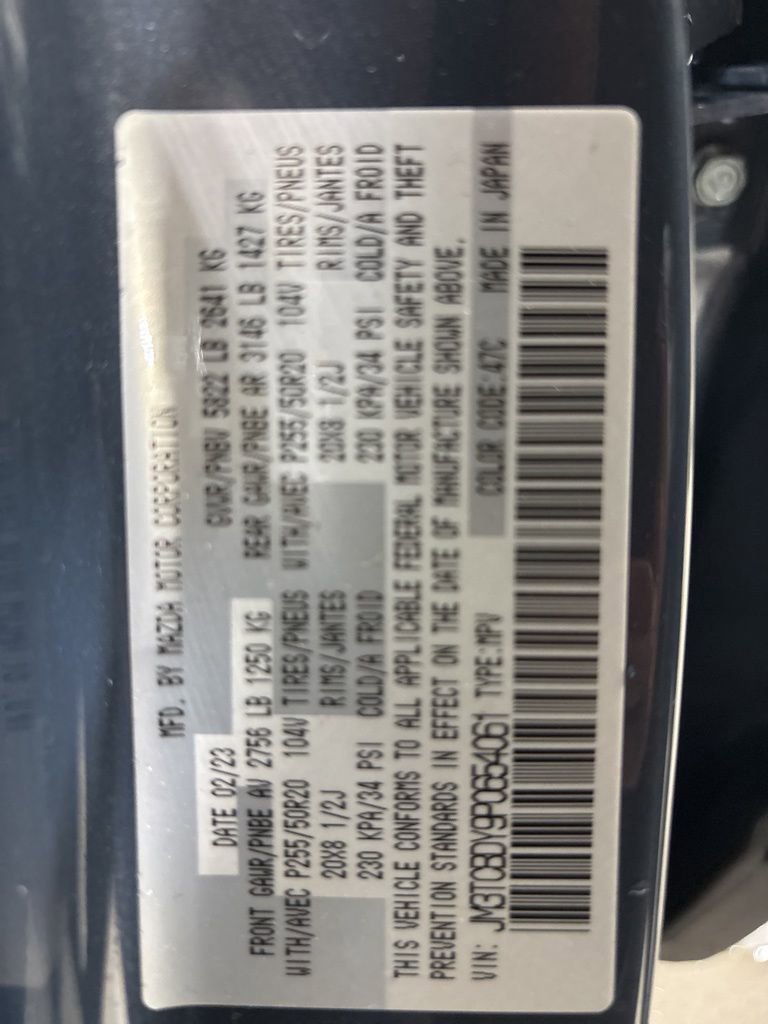 MFD. BY MAZDA MOTOR CORPORATION
DATE 02/23 GVWR/PNBV 5822 LB 2641 KG
FRONT GAWR/PNBE AV 2756 LB 1250 KG REAR GAWR/PNBE AR 3146 LB 1427 KG
WITH/AVEC P255/50R20 104V TIRES/PNEUS WITH/AVEC P255/50R20 104V TIRES/PNEUS
20X8 1/2J RIMS/JANTES 20X8 1/2J RIMS/JANTES
230 KPA/34 PSI COLD/A FROID 230 KPA/34 PSI COLD/A FROID
THIS VEHICLE CONFORMS TO ALL APPLICABLE FEDERAL MOTOR VEHICLE SAFETY AND THEFT
PREVENTION STANDARDS IN EFFECT ON THE DATE OF MANUFACTURE SHOWN ABOVE.
VIN: JM3TCBDY9P0654061 TYPE:MPV COLOR CODE:47C MADE IN JAPAN